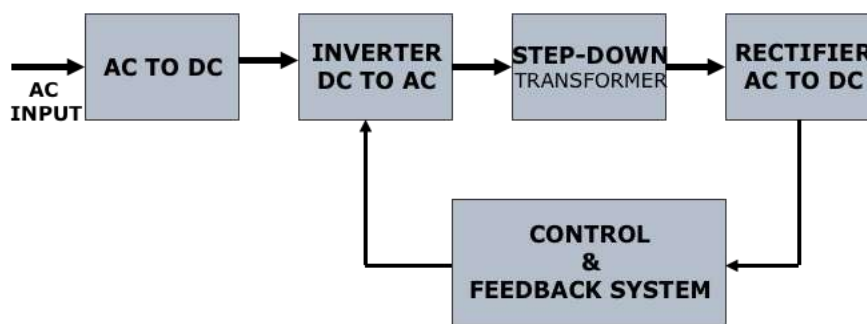 AC
INPUT
AC TO DC
INVERTER
DC TO AC
STEP-DOWN
TRANSFORMER
RECTIFIER
AC TO DC
CONTROL
&
FEEDBACK SYSTEM